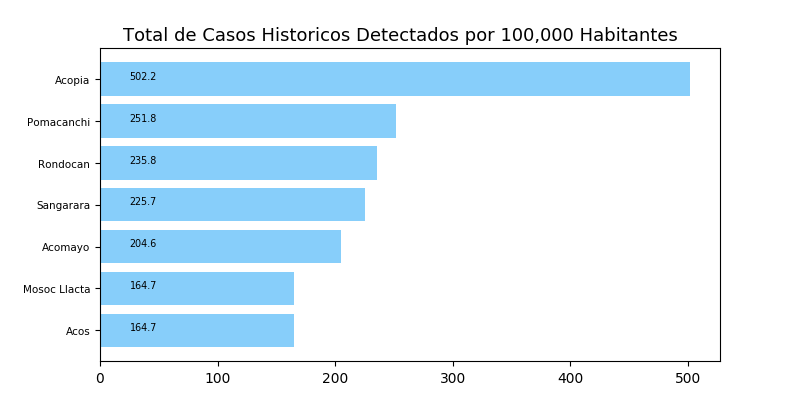 Total de Casos Historicos Detectados por 100,000 Habitantes
Acopia 502.2
Pomacanchi 251.8
Rondocan 235.8
Sangarara 225.7
Acomayo 204.6
Mosoc Llacta 164.7
Acos 164.7
0 100 200 300 400 500